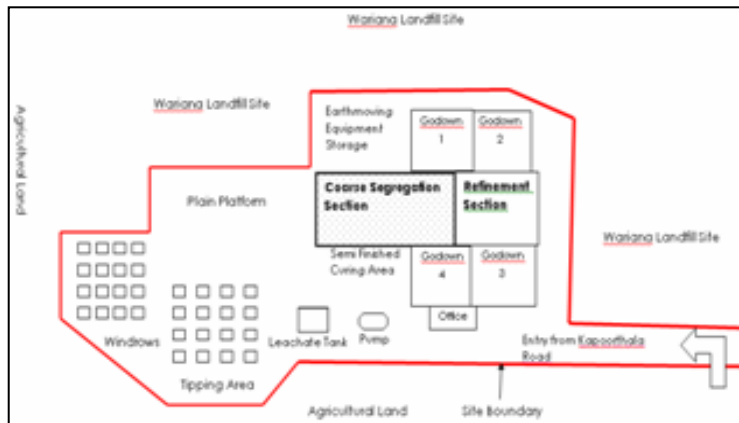 Wariana Landfill Site
Wariana Landfill Site
Agricultural Land
Earthmoving
Equipment
Storage
Godown
1
Godown
2
Plain Platform
Coarse Segregation
Section
Refinement
Section
Wariana Landfill Site
Semi Finished
Curing Area
Godown
4
Godown
3
Office
Windrows
Leachate Tank
Pump
Entry from Kapoorthala
Road
Tipping Area
Agricultural Land
Site Boundary